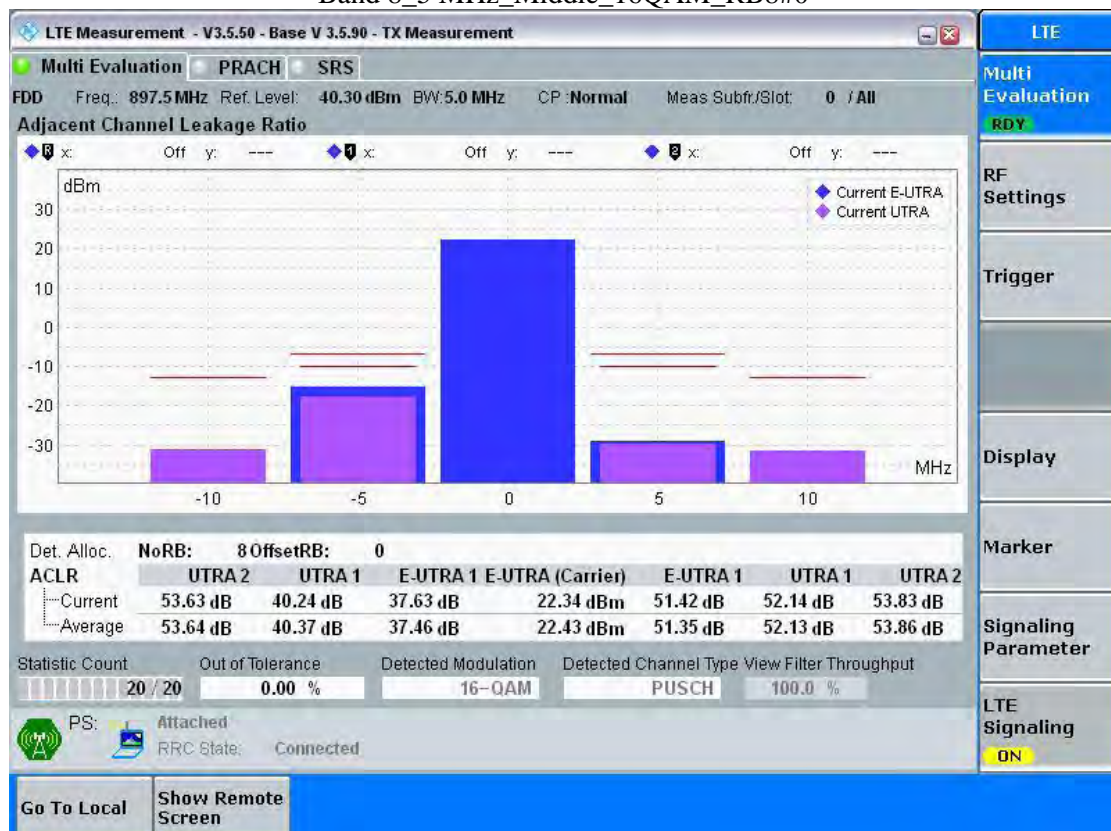 Band 8_5 MHz_Middle_16QAM_RB8#0
LTE Measurement - V3.5.50 - Base V 3.5.90 - TX Measurement
LTE
Multi Evaluation PRACH SRS
Multi Evaluation
RDY
FDD Freq.: 897.5 MHz Ref. Level: 40.30 dBm BW: 5.0 MHz CP :Normal Meas Subfr./Slot: 0 / All
Adjacent Channel Leakage Ratio
R x: Off y: --- 1 x: Off y: --- 2 x: Off y: ---
dBm
Current E-UTRA
Current UTRA
30
20
10
0
-10
-20
-30
MHz
-10 -5 0 5 10
RF Settings
Trigger
Display
Marker
Signaling Parameter
LTE Signaling
ON
Det. Alloc. NoRB: 8 OffsetRB: 0
ACLR UTRA 2 UTRA 1 E-UTRA 1 E-UTRA (Carrier) E-UTRA 1 UTRA 1 UTRA 2
Current 53.63 dB 40.24 dB 37.63 dB 22.34 dBm 51.42 dB 52.14 dB 53.83 dB
Average 53.64 dB 40.37 dB 37.46 dB 22.43 dBm 51.35 dB 52.13 dB 53.86 dB
Statistic Count Out of Tolerance Detected Modulation Detected Channel Type View Filter Throughput
20 / 20 0.00 % 16-QAM PUSCH 100.0 %
PS: Attached
RRC State: Connected
Go To Local
Show Remote Screen